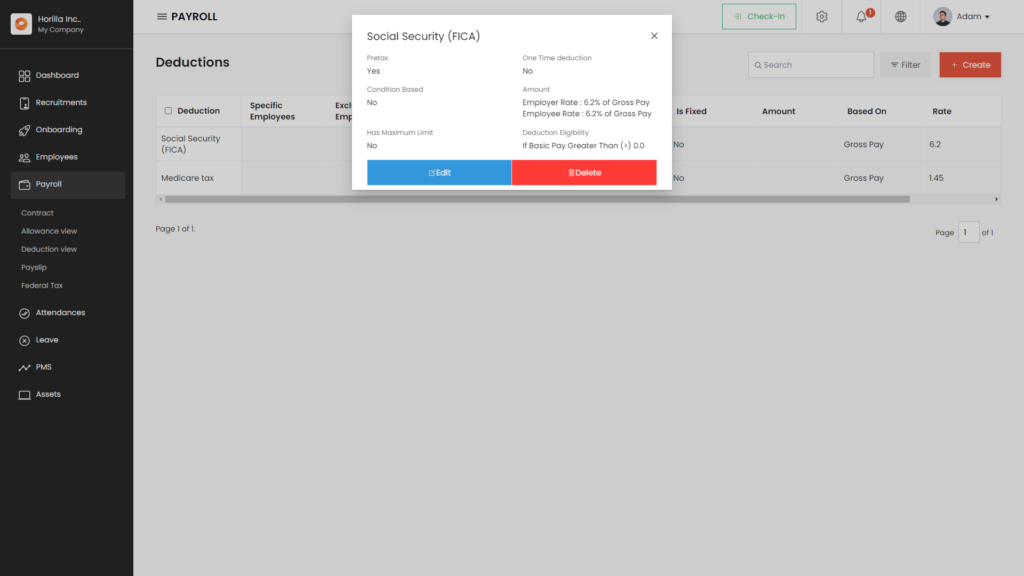 Horilla Inc..
My Company
Dashboard
Recruitments
Onboarding
Employees
Payroll
Contract
Allowance view
Deduction view
Payslip
Federal Tax
Attendances
Leave
PMS
Assets
PAYROLL
Check-In
1
Adam
Deductions
Search
Filter
+ Create
Deduction
Specific
Employees
Excl
Emp
Is Fixed
Amount
Based On
Rate
Social Security
(FICA)
No
Gross Pay
6.2
Medicare tax
No
Gross Pay
1.45
Page 1 of 1.
Page 1 of 1
Social Security (FICA)
Pretax
Yes
One Time deduction
No
Condition Based
No
Amount
Employer Rate : 6.2% of Gross Pay
Employee Rate : 6.2% of Gross Pay
Has Maximum Limit
No
Deduction Eligibility
If Basic Pay Greater Than (>) 0.0
Edit
Delete